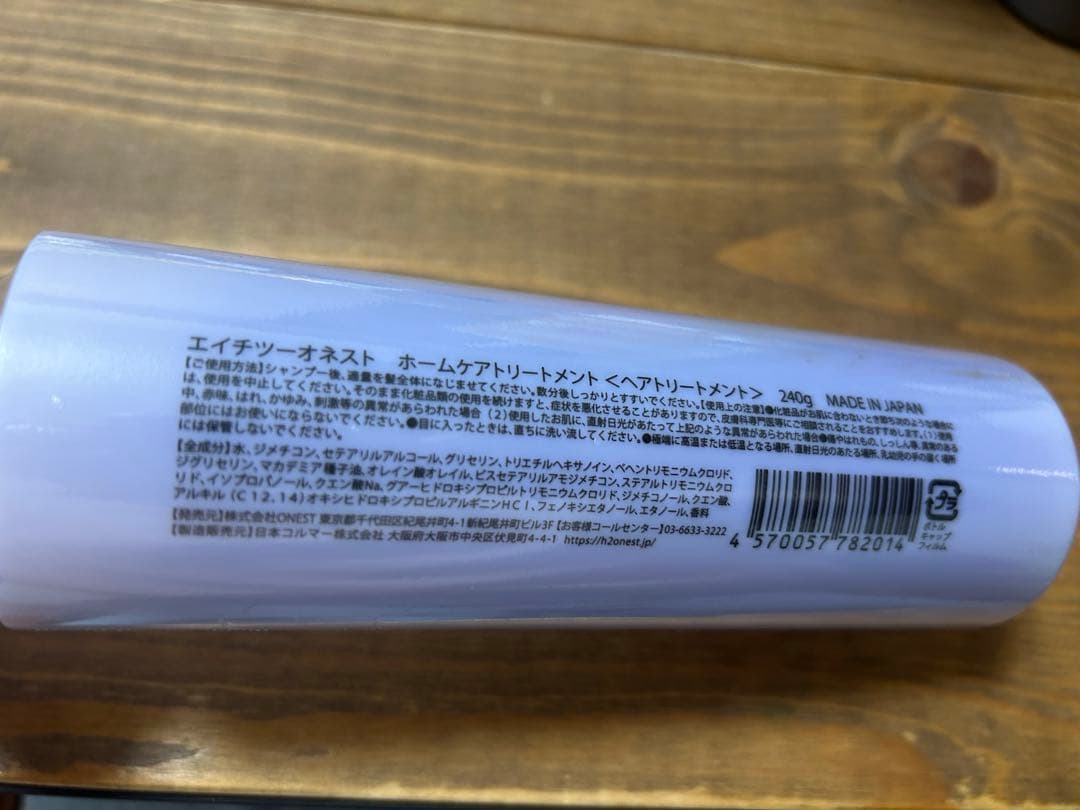 エイチツーオネスト ホームケアトリートメント＜ヘアトリートメント＞ 240g MADE IN JAPAN
【ご使用方法】シャンプー後、適量を髪全体になじませてください。数分後しっかりとすすいでください。【使用上の注意】●化粧品がお肌に合わないとき即ち次のような場合に
は、使用を中止してください。そのまま化粧品類の使用を続けますと、症状を悪化させることがありますので、皮膚科専門医等にご相談されることをおすすめします。（1）使用
中、赤味、はれ、かゆみ、刺激等の異常があらわれた場合（2）使用したお肌に、直射日光があたって上記のような異常があらわれた場合●傷やはれもの、しっしん等、異常のある
部位にはお使いにならないでください。●目に入ったときは、直ちに洗い流してください。●極端に高温または低温となる場所、直射日光のあたる場所、乳幼児の手の届く場所
には保管しないでください。
【全成分】水、ジメチコン、セテアリルアルコール、グリセリン、トリエチルヘキサノイン、ベヘントリモニウムクロリド、
ジグリセリン、マカデミア種子油、オレイン酸オレイル、ビスセテアリルアモジメチコン、ステアルトリモニウムクロ
リド、イソプロパノール、クエン酸Na、グアーヒドロキシプロピルトリモニウムクロリド、ジメチコノール、クエン酸、
アルキル（C12,14）オキシヒドロキシプロピルアルギニンHCl、フェノキシエタノール、エタノール、香料
【発売元】株式会社ONEST 東京都千代田区紀尾井町4-1新紀尾井町ビル3F【お客様コールセンター】03-6633-3222
【製造販売元】日本コルマー株式会社 大阪府大阪市中央区伏見町4-4-1 https://h2onest.jp/
4 570057 782014
プラ
ボトル
キャップ
フィルム